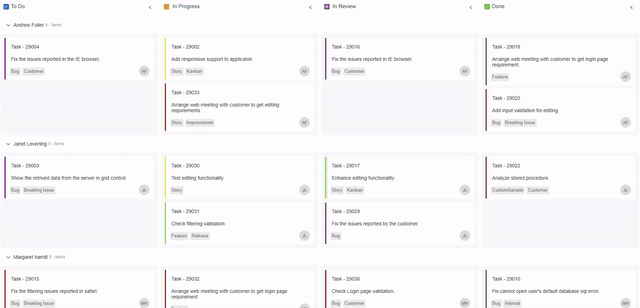 To Do
In Progress
In Review
Done
Andrew Fuller 6 - items
Task - 29004
Fix the issues reported in the IE browser.
Bug Customer
AF
Task - 29002
Add responsive support to application
Story Kanban
AF
Task - 29033
Arrange web meeting with customer to get editing
requirements
Story Improvement
AF
Task - 29016
Fix the issues reported in IE browser.
Bug Customer
AF
Task - 29018
Arrange web meeting with customer to get login page
requirement.
Feature
AF
Task - 29025
Add input validation for editing
Bug Breaking Issue
AF
Janet Leverling 6 - items
Task - 29003
Show the retrived data from the server in grid control.
Bug Breaking Issue
JL
Task - 29030
Test editing functionality
Story
JL
Task - 29031
Check filtering validation
Feature Release
JL
Task - 29017
Enhance editing functionality.
Story Kanban
JL
Task - 29029
Fix the issues reported by the customer.
Bug
JL
Task - 29022
Analyze stored procedure.
CustomSample Customer
JL
Margaret hamilt 5 - items
Task - 29015
Fix the filtering issues reported in safari.
Bug Breaking Issue
MH
Task - 29032
Arrange web meeting with customer to get login page
requirement
Task - 29036
Check Login page validation.
Bug Customer
MH
Task - 29010
Fix cannot open user's default database sql error.
Bug Internal
MH